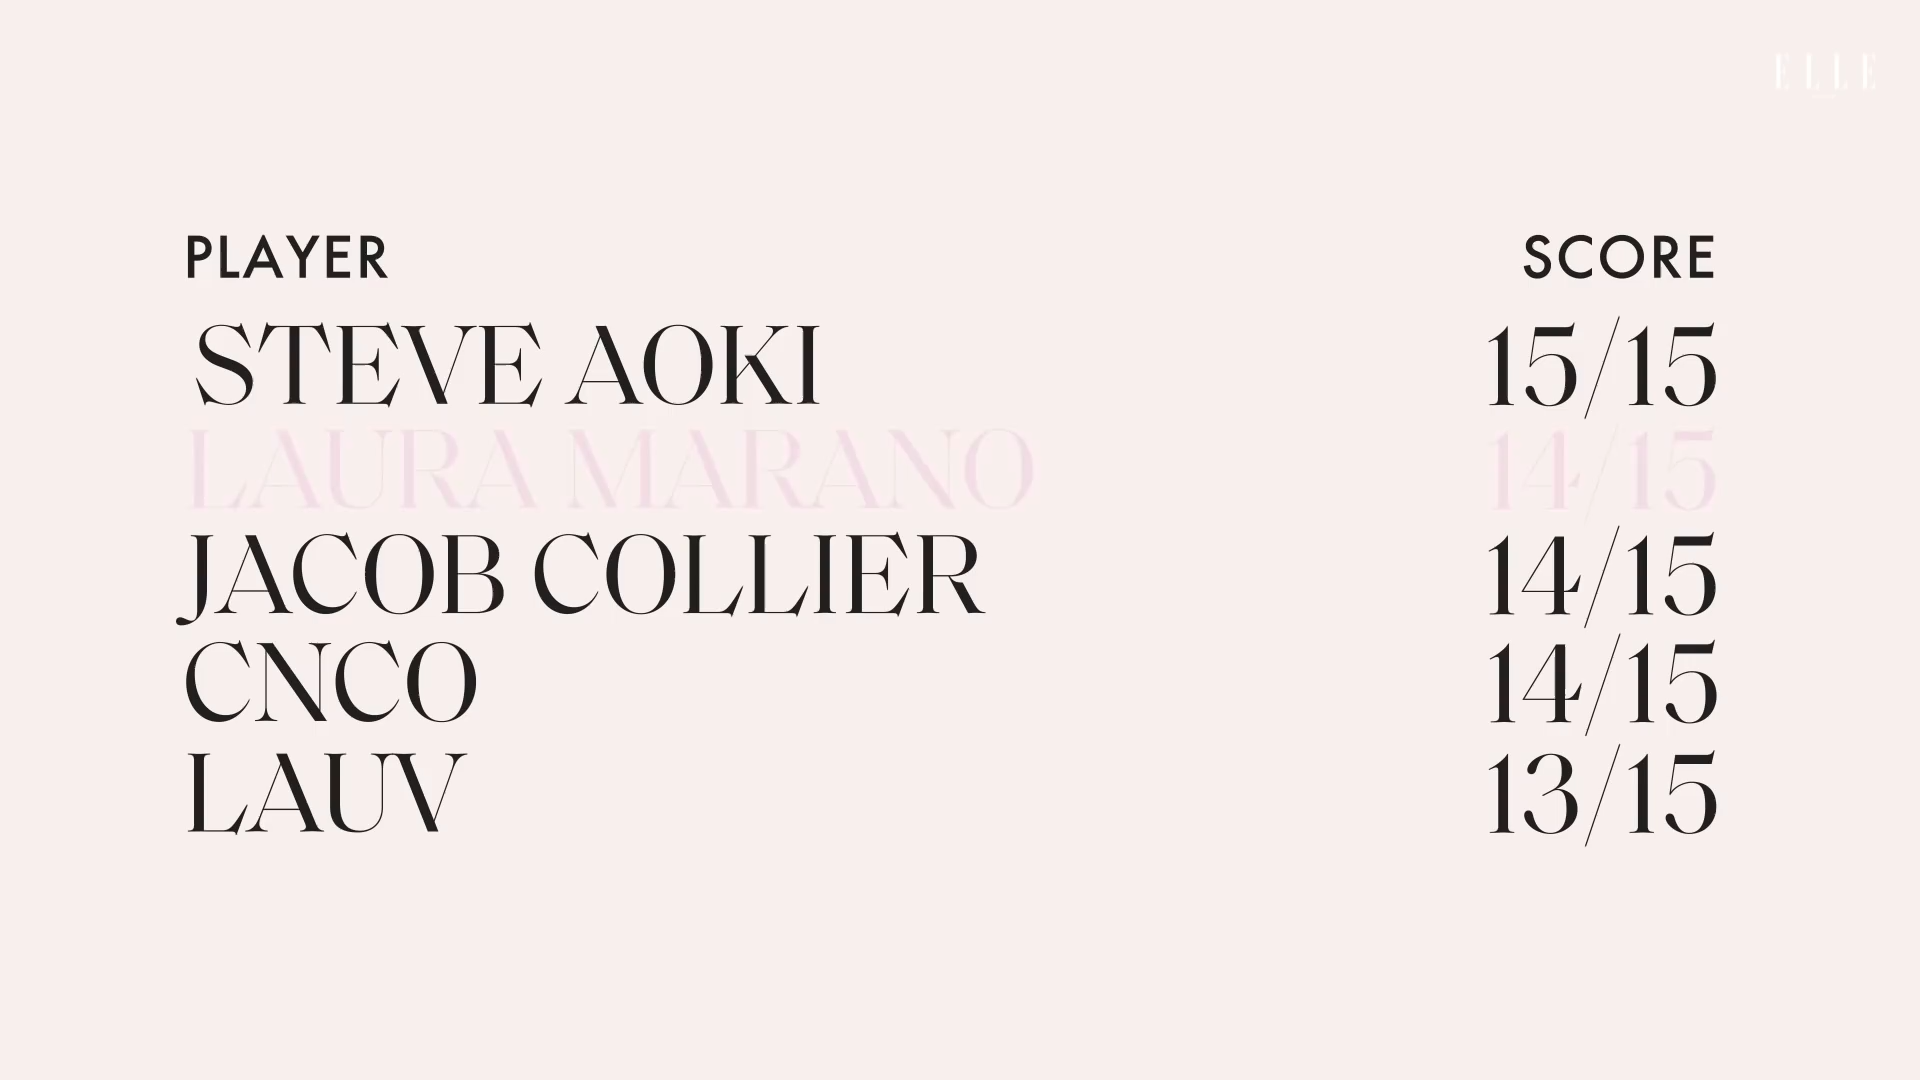 ELLE
PLAYER SCORE
STEVE AOKI 15/15
LAURA MARANO 14/15
JACOB COLLIER 14/15
CNCO 14/15
LAUV 13/15